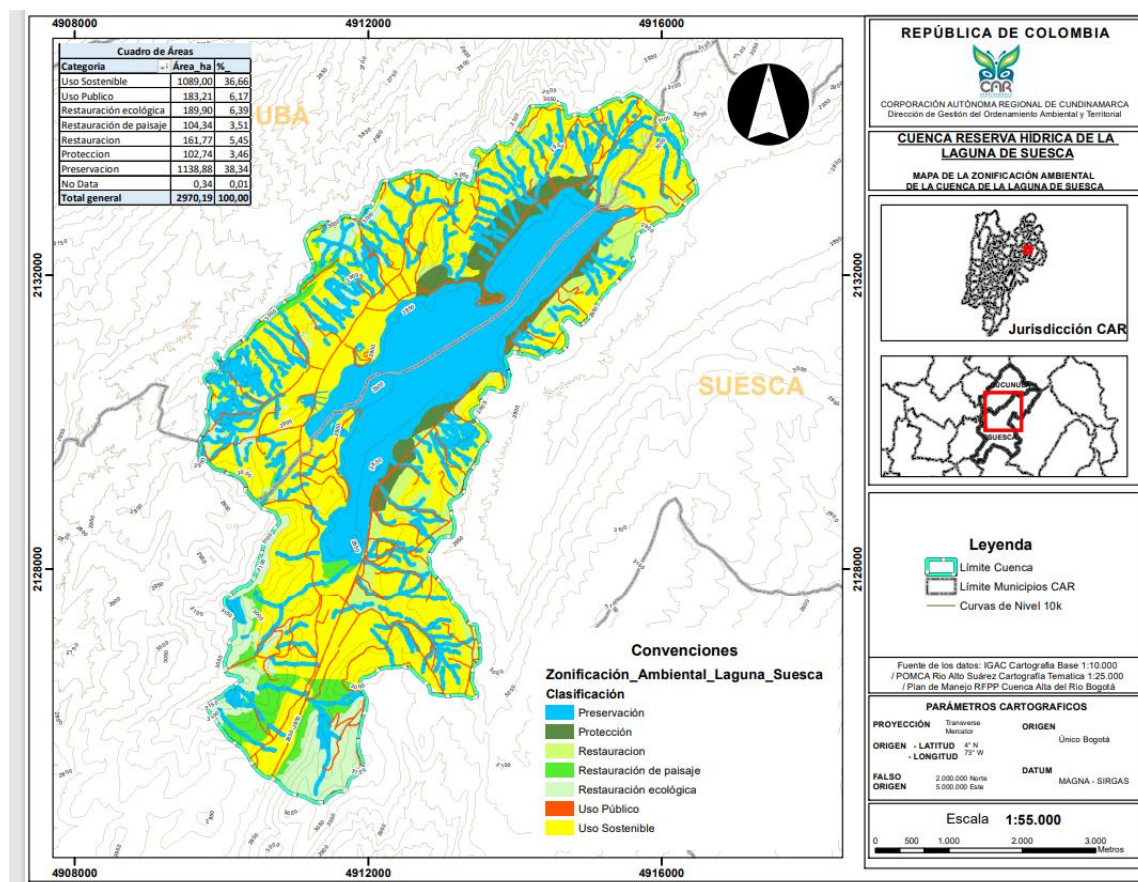 4908000
4912000
4916000
Cuadro de Áreas
Categoria Área_ha %_
Uso Sostenible 1089,00 36,66
Uso Publico 183,21 6,17
Restauración ecológica 189,90 6,39
Restauración de paisaje 104,34 3,51
Restauracion 161,77 5,45
Proteccion 102,74 3,46
Preservacion 1138,88 38,34
No Data 0,34 0,01
Total general 2970,19 100,00
UBÁ
SUESCA
2132000
2132000
2128000
2128000
Convenciones
Zonificación_Ambiental_Laguna_Suesca
Clasificación
Preservación
Protección
Restauracion
Restauración de paisaje
Restauración ecológica
Uso Público
Uso Sostenible
4908000
4912000
4916000
REPÚBLICA DE COLOMBIA
CAR
CORPORACIÓN AUTÓNOMA REGIONAL DE CUNDINAMARCA
Dirección de Gestión del Ordenamiento Ambiental y Territorial
CUENCA RESERVA HÍDRICA DE LA
LAGUNA DE SUESCA
MAPA DE LA ZONIFICACIÓN AMBIENTAL
DE LA CUENCA DE LA LAGUNA DE SUESCA
Jurisdicción CAR
SUESCA
Leyenda
Límite Cuenca
Límite Municipios CAR
Curvas de Nivel 10k
Fuente de los datos: IGAC Cartografia Base 1:10.000
/ POMCA Rio Alto Suárez Cartografía Tematica 1:25.000
/ Plan de Manejo RFPP Cuenca Alta del Río Bogotá
PARÁMETROS CARTOGRAFICOS
PROYECCIÓN Transverse Mercator
ORIGEN Único Bogotá
ORIGEN - LATITUD 4° N
- LONGITUD 73° W
DATUM MAGNA - SIRGAS
FALSO ORIGEN 2.000.000 Norte
5.000.000 Este
Escala 1:55.000
0 500 1.000 2.000 3.000
Metros